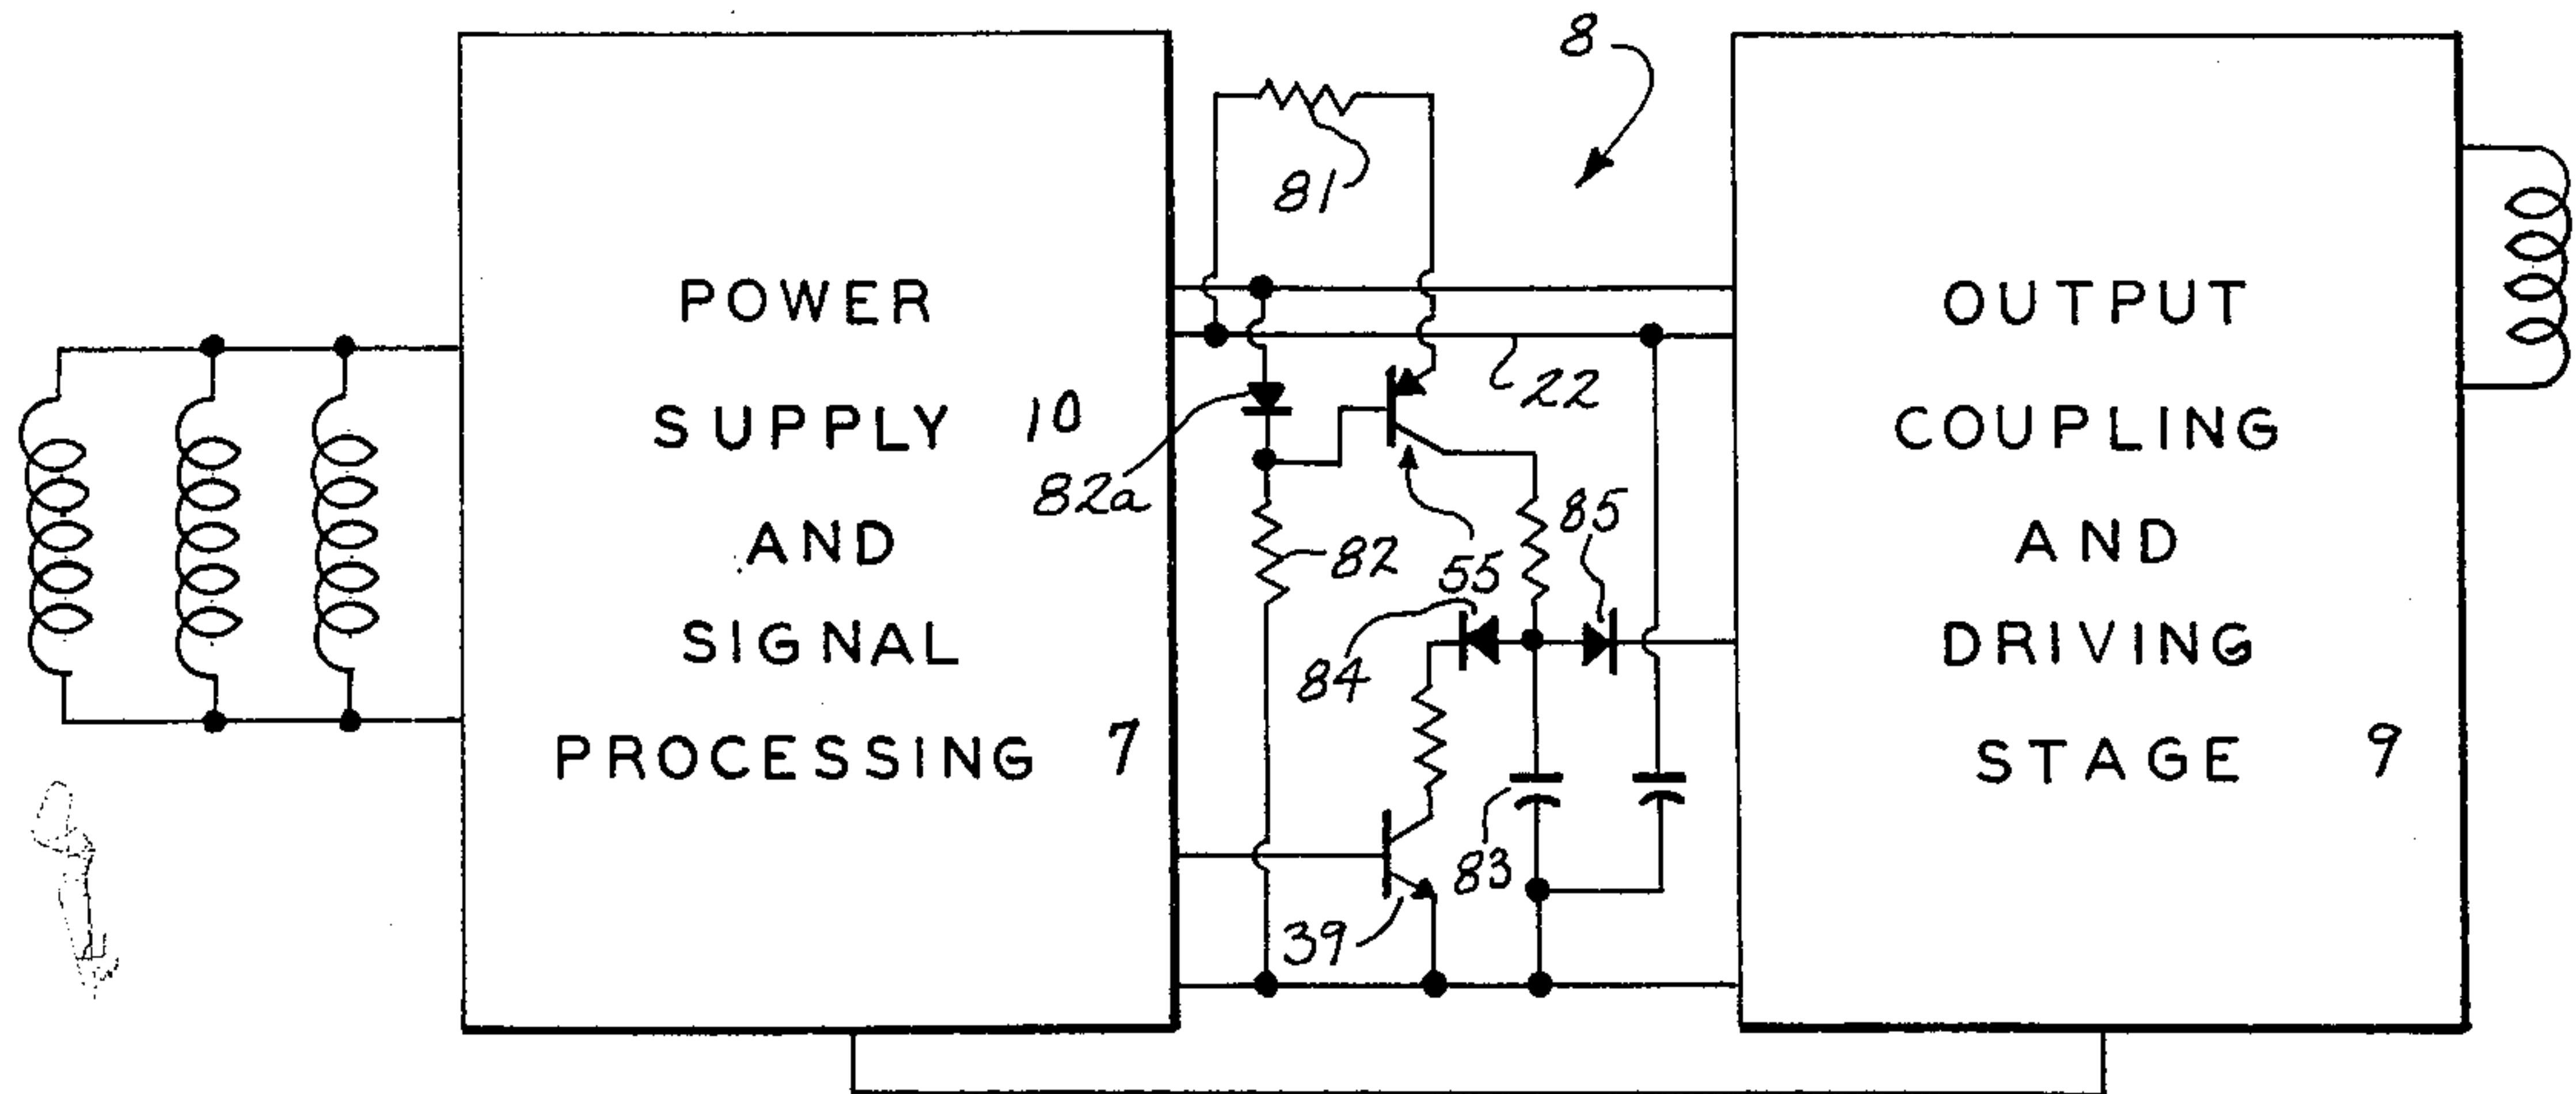 8
81
POWER
SUPPLY 10
AND
SIGNAL
PROCESSING 7
82a
82
22
55
85
84
83
39
OUTPUT
COUPLING
AND
DRIVING
STAGE 9